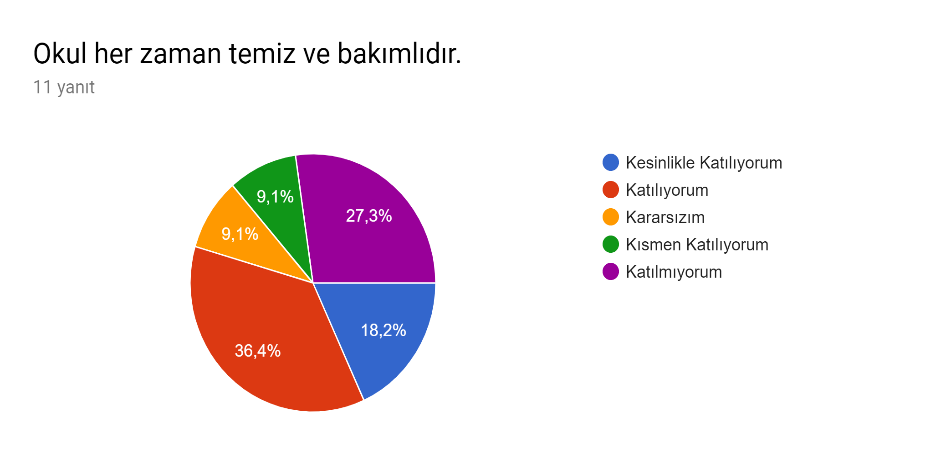 Okul her zaman temiz ve bakımlıdır.
11 yanıt
Kesinlikle Katılıyorum
Katılıyorum
Kararsızım
Kısmen Katılıyorum
Katılmıyorum
9,1%
27,3%
9,1%
18,2%
36,4%